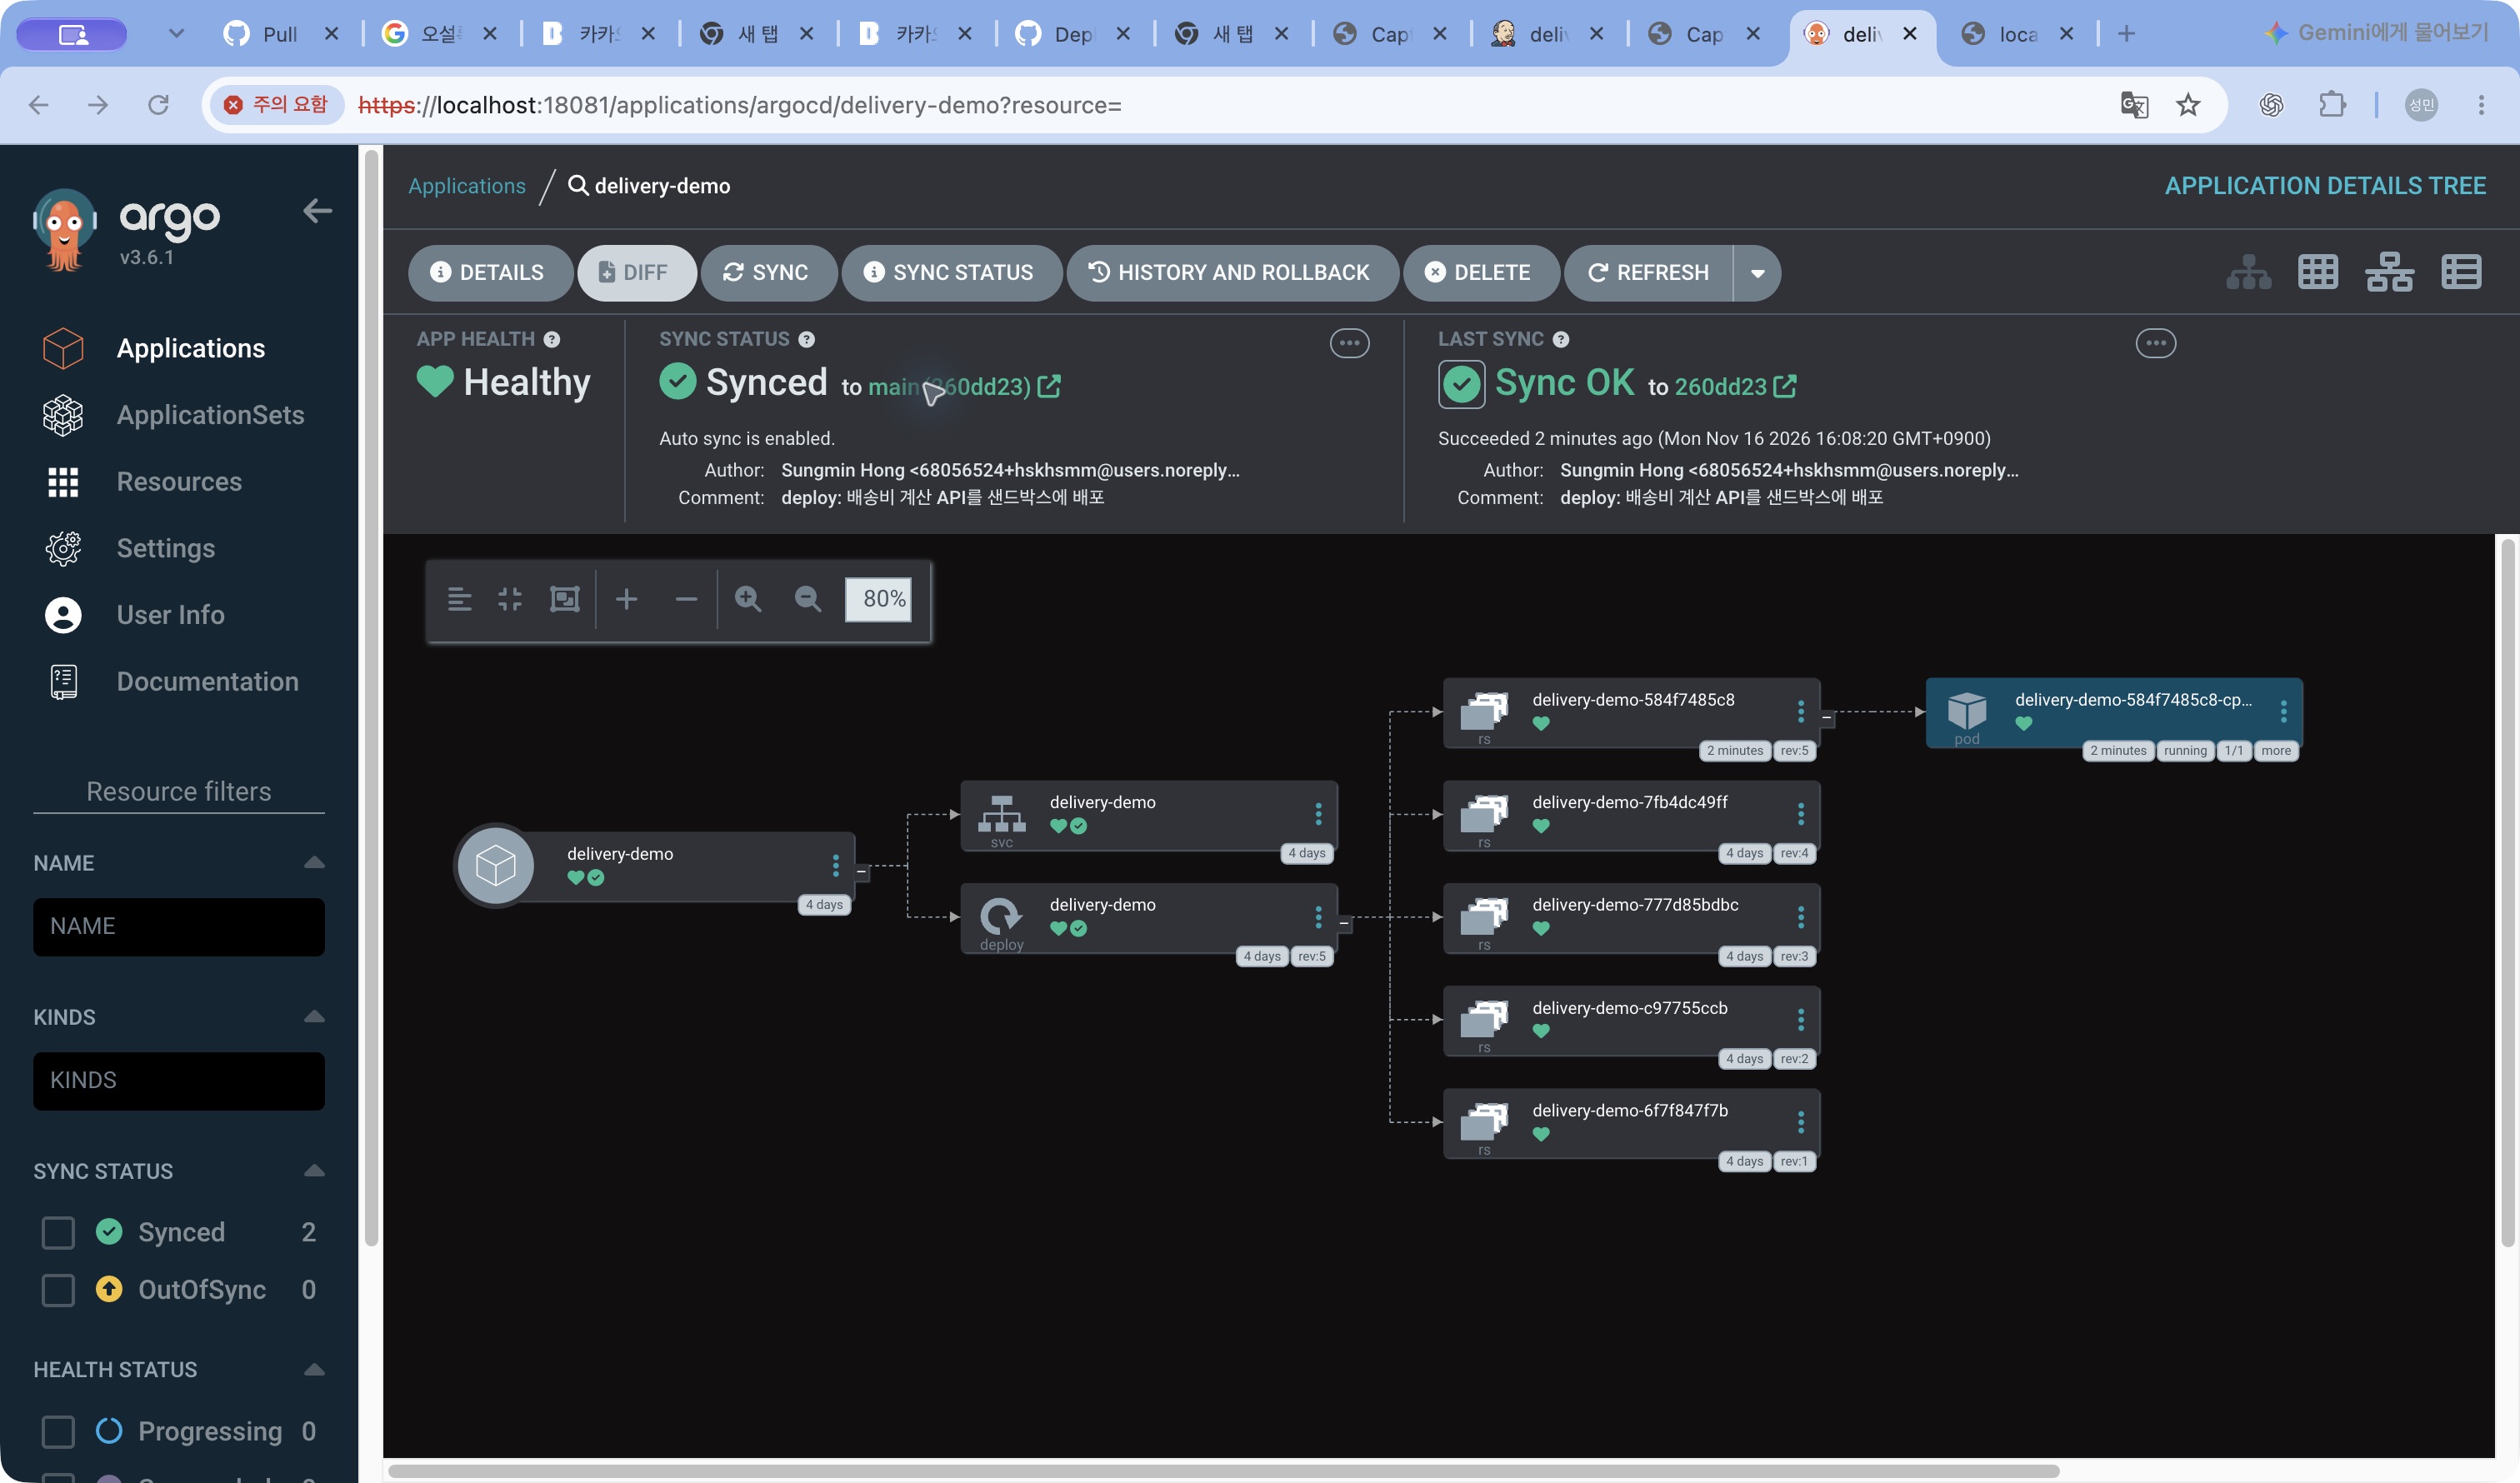 Pull
오설
카카
새 탭
카카
Dep
새 탭
Cap
deliv
Cap
deliv
loca
Gemini에게 물어보기
주의 요함
https://localhost:18081/applications/argocd/delivery-demo?resource=
성민
argo
v3.6.1
Applications
ApplicationSets
Resources
Settings
User Info
Documentation
Resource filters
NAME
NAME
KINDS
KINDS
SYNC STATUS
Synced 2
OutOfSync 0
HEALTH STATUS
Progressing 0
Applications / delivery-demo
APPLICATION DETAILS TREE
DETAILS
DIFF
SYNC
SYNC STATUS
HISTORY AND ROLLBACK
DELETE
REFRESH
APP HEALTH
Healthy
SYNC STATUS
Synced to main (260dd23)
Auto sync is enabled.
Author: Sungmin Hong <68056524+hskhsmm@users.noreply...
Comment: deploy: 배송비 계산 API를 샌드박스에 배포
LAST SYNC
Sync OK to 260dd23
Succeeded 2 minutes ago (Mon Nov 16 2026 16:08:20 GMT+0900)
Author: Sungmin Hong <68056524+hskhsmm@users.noreply...
Comment: deploy: 배송비 계산 API를 샌드박스에 배포
80%
delivery-demo
4 days
delivery-demo
svc
4 days
delivery-demo
deploy
4 days rev:5
delivery-demo-584f7485c8
rs
2 minutes rev:5
delivery-demo-7fb4dc49ff
rs
4 days rev:4
delivery-demo-777d85bdbc
rs
4 days rev:3
delivery-demo-c97755ccb
rs
4 days rev:2
delivery-demo-6f7f847f7b
rs
4 days rev:1
delivery-demo-584f7485c8-cp...
pod
2 minutes running 1/1 more